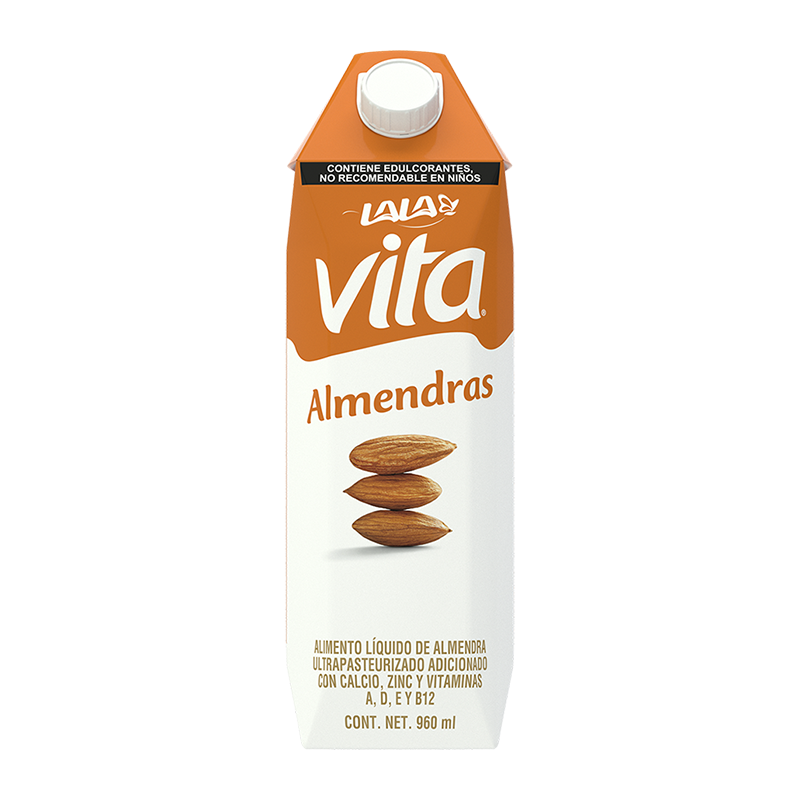 CONTIENE EDULCORANTES,
NO RECOMENDABLE EN NIÑOS
LALA
vita®
Almendras
ALIMENTO LÍQUIDO DE ALMENDRA
ULTRAPASTEURIZADO ADICIONADO
CON CALCIO, ZINC Y VITAMINAS
A, D, E Y B12
CONT. NET. 960 ml